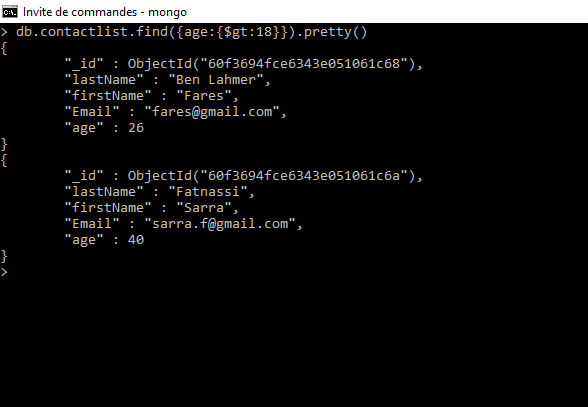 Invite de commandes - mongo
> db.contactlist.find({age:{$gt:18}}).pretty()
{
        "_id" : ObjectId("60f3694fce6343e051061c68"),
        "lastName" : "Ben Lahmer",
        "firstName" : "Fares",
        "Email" : "fares@gmail.com",
        "age" : 26
}
{
        "_id" : ObjectId("60f3694fce6343e051061c6a"),
        "lastName" : "Fatnassi",
        "firstName" : "Sarra",
        "Email" : "sarra.f@gmail.com",
        "age" : 40
}
>